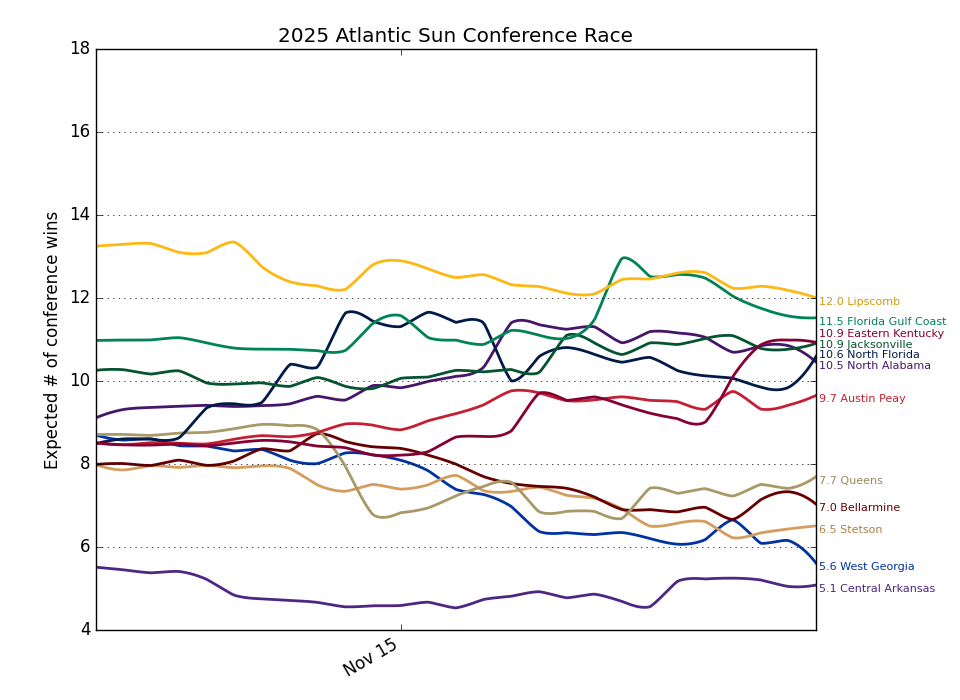 2025 Atlantic Sun Conference Race
Expected # of conference wins
18
16
14
12
10
8
6
4
Nov 15
12.0 Lipscomb
11.5 Florida Gulf Coast
10.9 Eastern Kentucky
10.9 Jacksonville
10.6 North Florida
10.5 North Alabama
9.7 Austin Peay
7.7 Queens
7.0 Bellarmine
6.5 Stetson
5.6 West Georgia
5.1 Central Arkansas